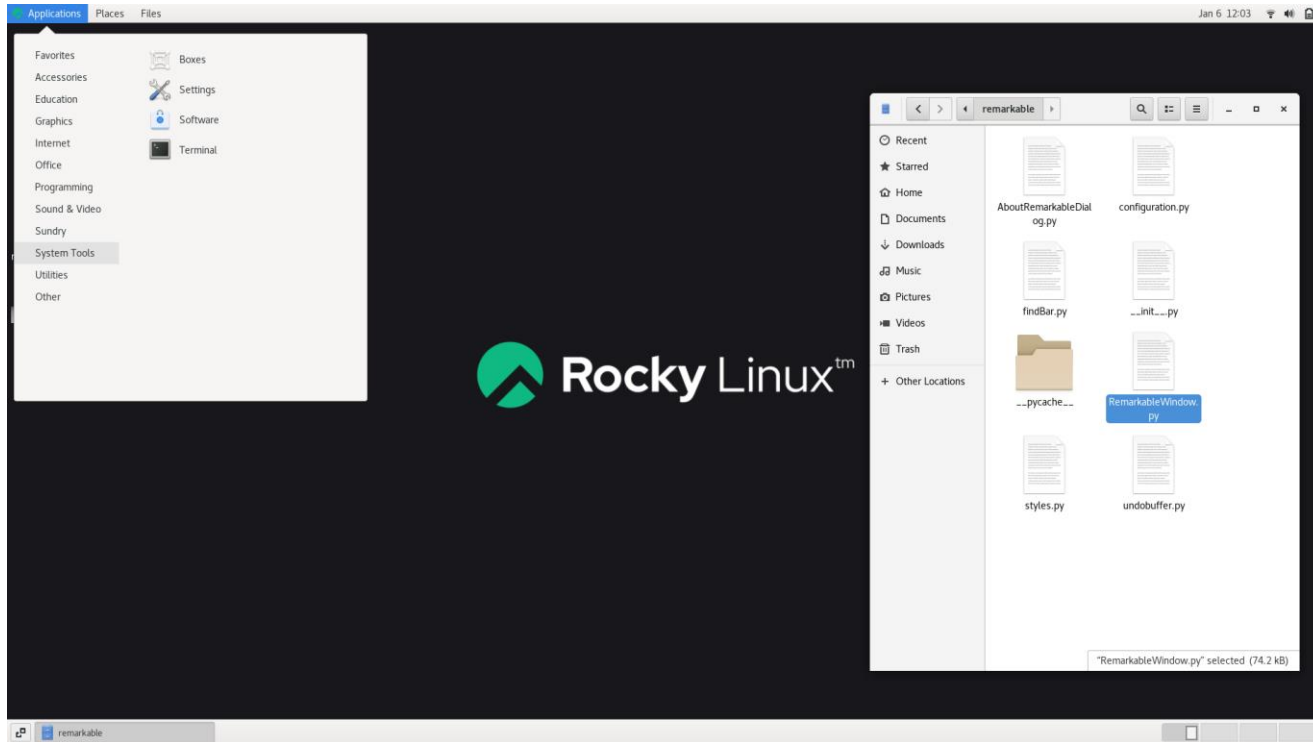 Applications Places Files
Jan 6 12:03
Favorites
Accessories
Education
Graphics
Internet
Office
Programming
Sound & Video
Sundry
System Tools
Utilities
Other
Boxes
Settings
Software
Terminal
Rocky Linux™
remarkable
Recent
Starred
Home
Documents
Downloads
Music
Pictures
Videos
Trash
+ Other Locations
AboutRemarkableDial
og.py
configuration.py
findBar.py
__init__.py
__pycache__
RemarkableWindow.
py
styles.py
undobuffer.py
"RemarkableWindow.py" selected (74.2 kB)
remarkable